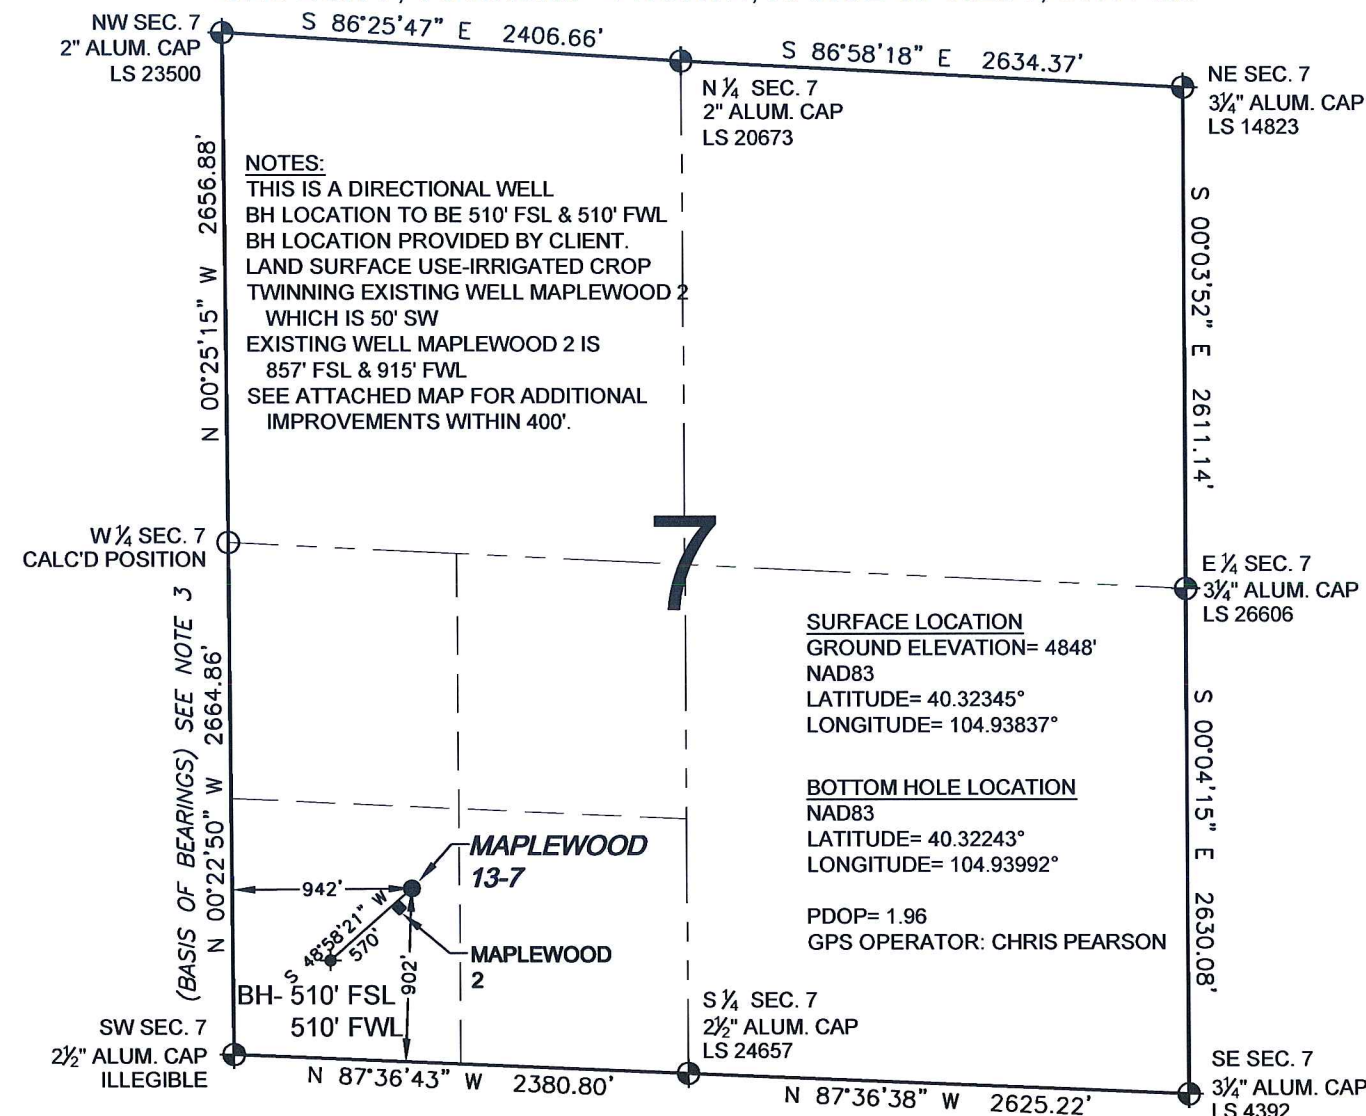 NW SEC. 7
2" ALUM. CAP
LS 23500
S 86°25'47" E 2406.66'
S 86°58'18" E 2634.37'
N 1/4 SEC. 7
2" ALUM. CAP
LS 20673
NE SEC. 7
3 1/4" ALUM. CAP
LS 14823
N 00°25'15" W 2656.88'
NOTES:
THIS IS A DIRECTIONAL WELL
BH LOCATION TO BE 510' FSL & 510' FWL
BH LOCATION PROVIDED BY CLIENT.
LAND SURFACE USE-IRRIGATED CROP
TWINNING EXISTING WELL MAPLEWOOD 2
WHICH IS 50' SW
EXISTING WELL MAPLEWOOD 2 IS
857' FSL & 915' FWL
SEE ATTACHED MAP FOR ADDITIONAL
IMPROVEMENTS WITHIN 400'.
S 00°03'52" E 2611.14'
W 1/4 SEC. 7
CALC'D POSITION
7
E 1/4 SEC. 7
3 1/4" ALUM. CAP
LS 26606
(BASIS OF BEARINGS) SEE NOTE 3
N 00°22'50" W 2664.86'
SURFACE LOCATION
GROUND ELEVATION= 4848'
NAD83
LATITUDE= 40.32345°
LONGITUDE= 104.93837°
BOTTOM HOLE LOCATION
NAD83
LATITUDE= 40.32243°
LONGITUDE= 104.93992°
PDOP= 1.96
GPS OPERATOR: CHRIS PEARSON
S 00°04'15" E 2630.08'
MAPLEWOOD
13-7
942'
S 48°58'21" W
570'
902'
MAPLEWOOD
2
BH- 510' FSL
510' FWL
SW SEC. 7
2 1/2" ALUM. CAP
ILLEGIBLE
N 87°36'43" W 2380.80'
S 1/4 SEC. 7
2 1/2" ALUM. CAP
LS 24657
N 87°36'38" W 2625.22'
SE SEC. 7
3 1/4" ALUM. CAP
LS 4392